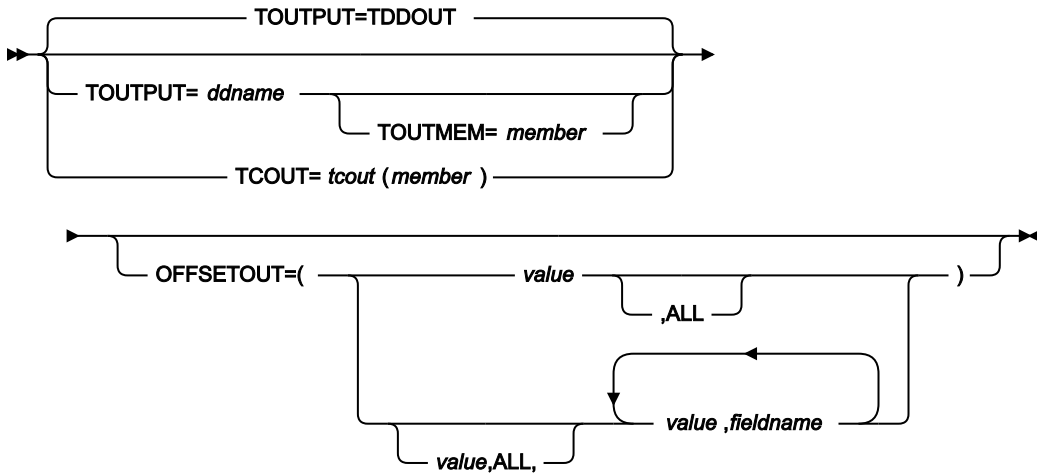 TOUTPUT=TDDOUT
TOUTPUT= ddname
TOUTMEM= member
TCOUT= tcout (member )
OFFSETOUT=( value )
,ALL
value ,fieldname
value,ALL,